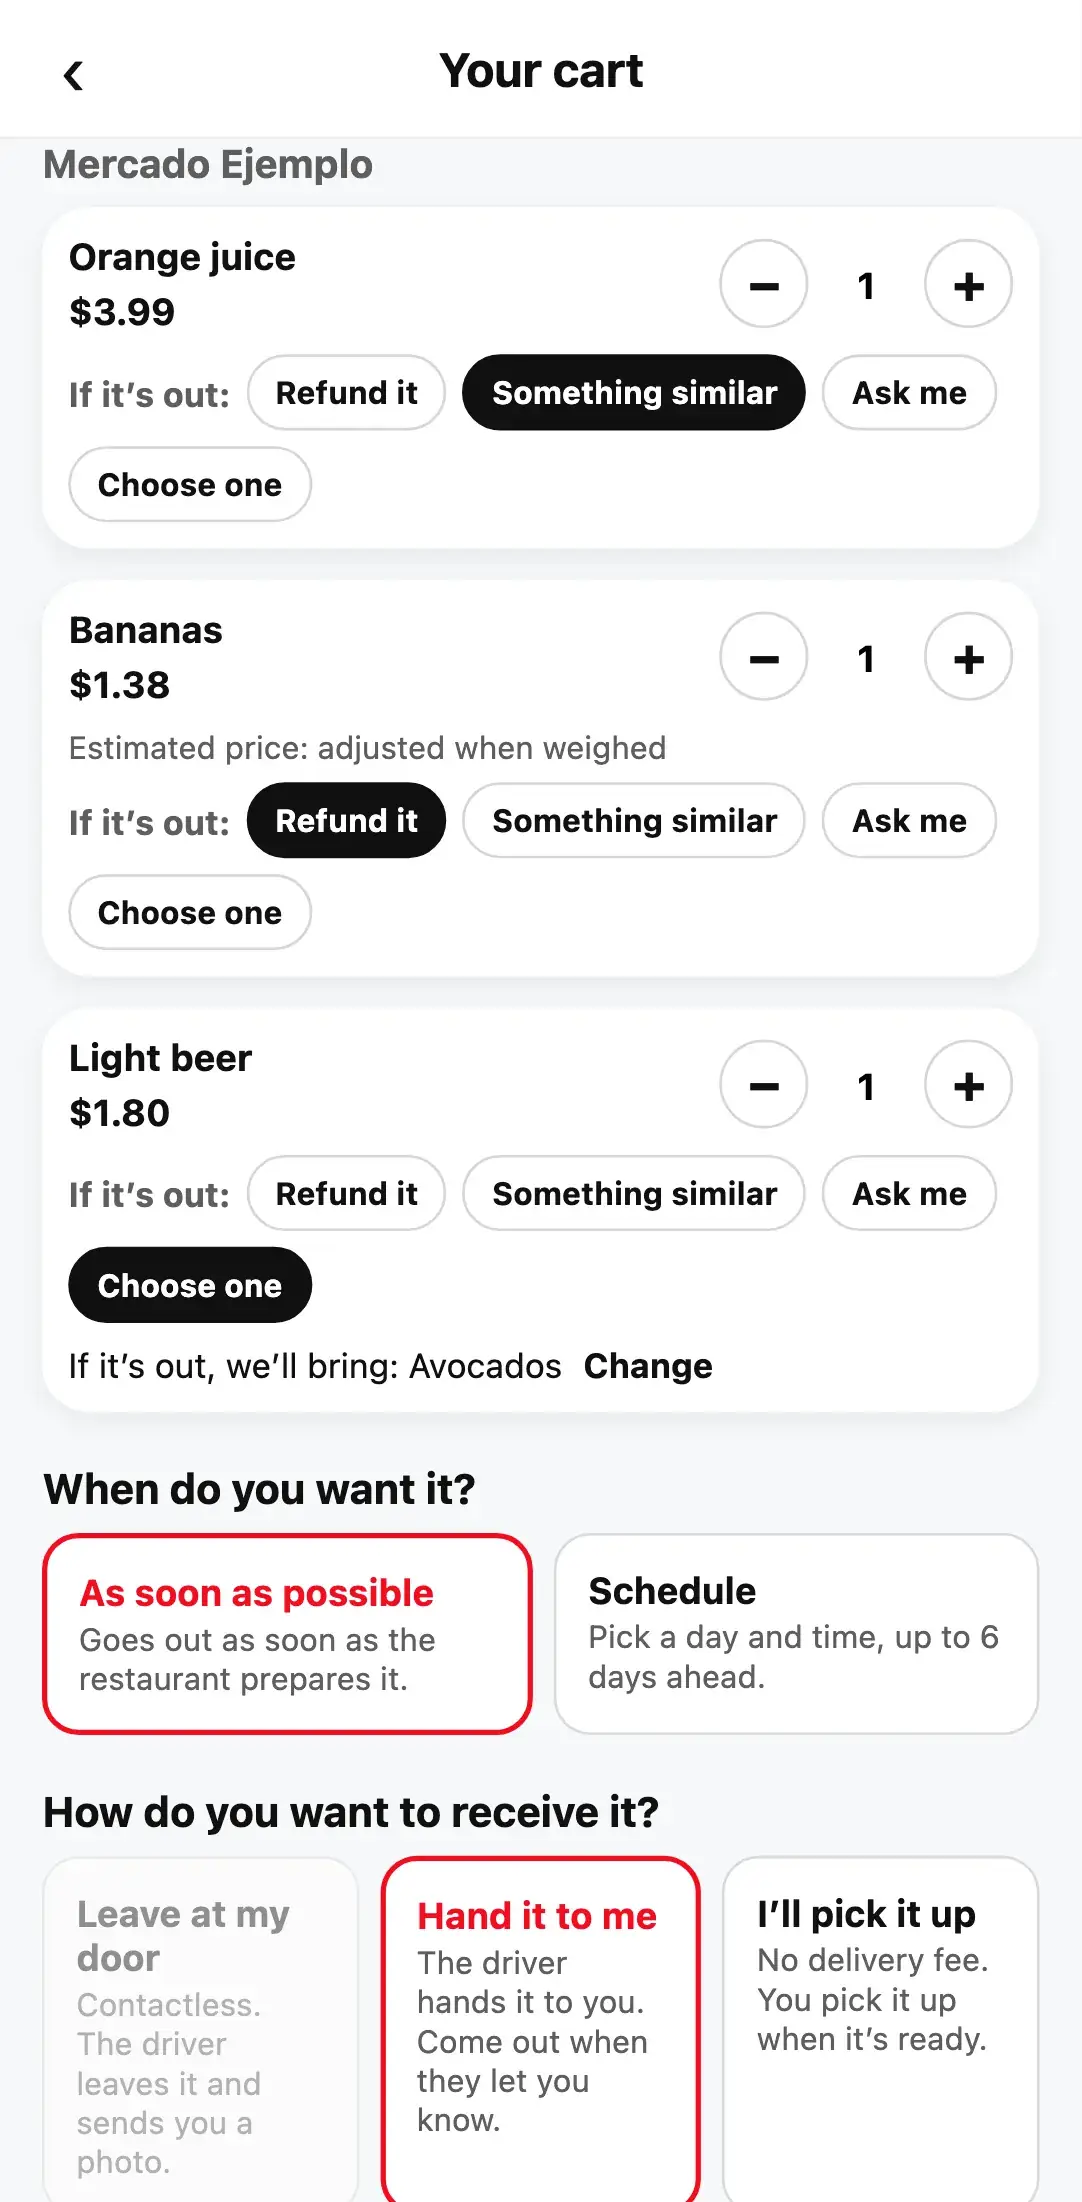 Your cart
Mercado Ejemplo
Orange juice
$3.99
− 1 +
If it’s out: Refund it Something similar Ask me
Choose one
Bananas
$1.38
− 1 +
Estimated price: adjusted when weighed
If it’s out: Refund it Something similar Ask me
Choose one
Light beer
$1.80
− 1 +
If it’s out: Refund it Something similar Ask me
Choose one
If it’s out, we’ll bring: Avocados Change
When do you want it?
As soon as possible
Goes out as soon as the
restaurant prepares it.
Schedule
Pick a day and time, up to 6
days ahead.
How do you want to receive it?
Leave at my
door
Contactless.
The driver
leaves it and
sends you a
photo.
Hand it to me
The driver
hands it to you.
Come out when
they let you
know.
I’ll pick it up
No delivery fee.
You pick it up
when it’s ready.